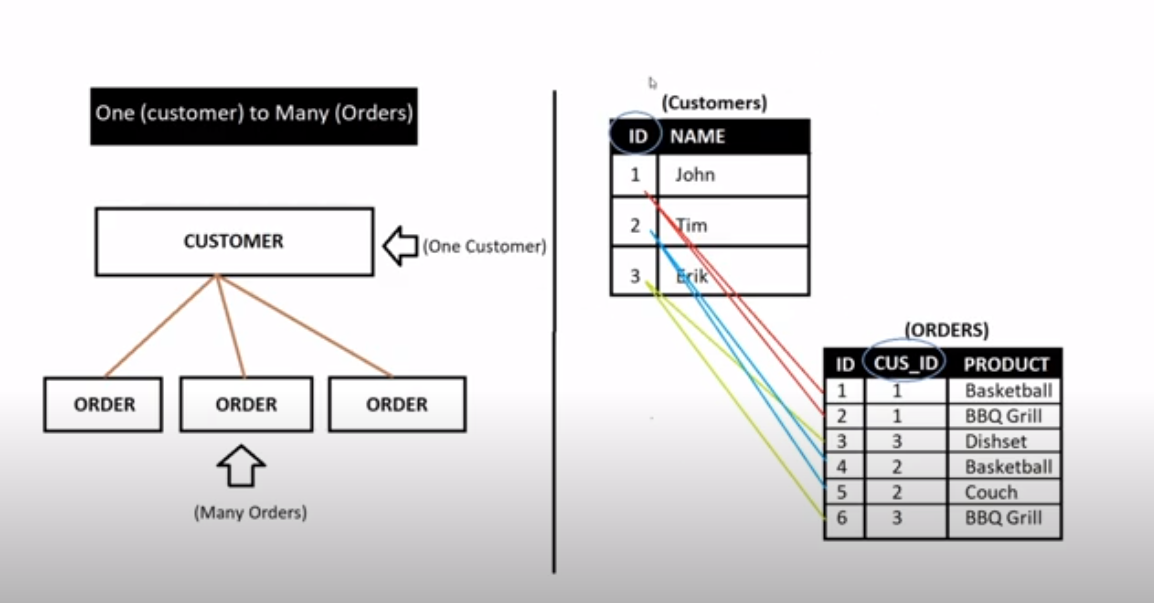 One (customer) to Many (Orders)
CUSTOMER
(One Customer)
ORDER ORDER ORDER
(Many Orders)
(Customers)
ID NAME
1 John
2 Tim
3 Erik
(ORDERS)
ID CUS_ID PRODUCT
1 1 Basketball
2 1 BBQ Grill
3 3 Dishset
4 2 Basketball
5 2 Couch
6 3 BBQ Grill